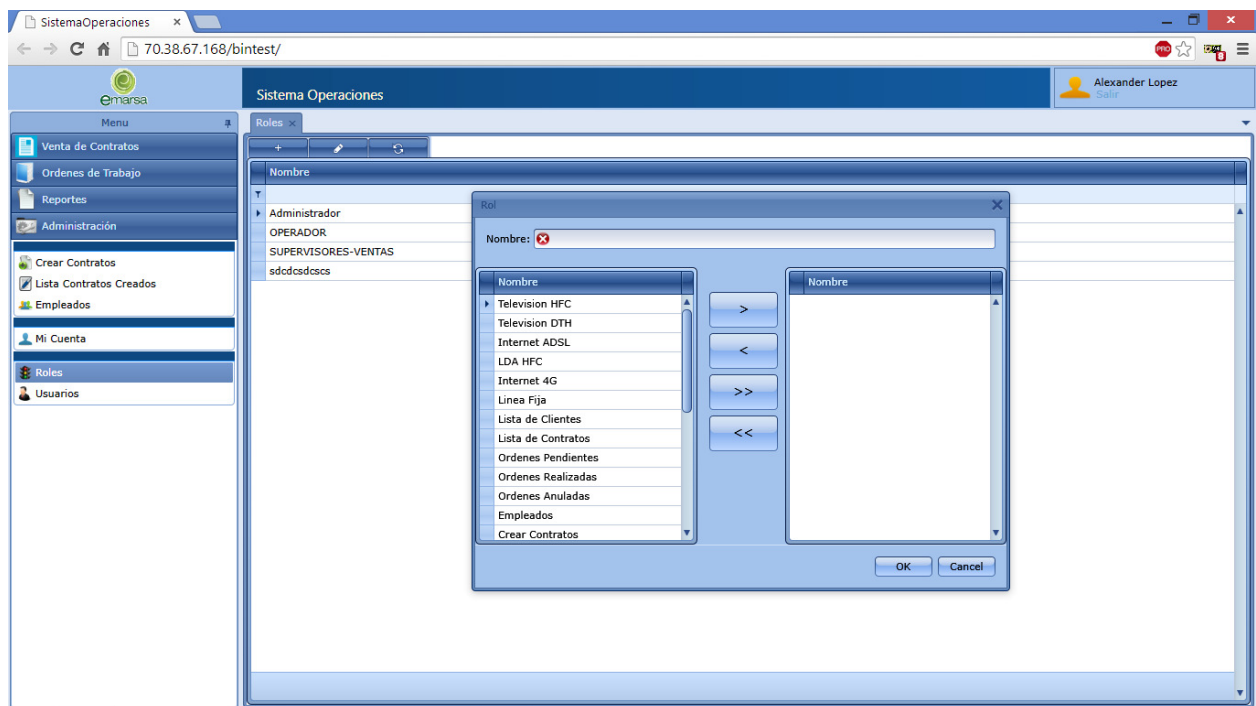 SistemaOperaciones
70.38.67.168/bintest/
PRO
emarsa
Sistema Operaciones
Alexander Lopez
Salir
Menu
Roles
Venta de Contratos
Ordenes de Trabajo
Reportes
Administración
Crear Contratos
Lista Contratos Creados
Empleados
Mi Cuenta
Roles
Usuarios
Nombre
Administrador
OPERADOR
SUPERVISORES-VENTAS
sdcdcsdcscs
Rol
Nombre:
Nombre
Television HFC
Television DTH
Internet ADSL
LDA HFC
Internet 4G
Linea Fija
Lista de Clientes
Lista de Contratos
Ordenes Pendientes
Ordenes Realizadas
Ordenes Anuladas
Empleados
Crear Contratos
>
<
>>
<<
Nombre
OK
Cancel